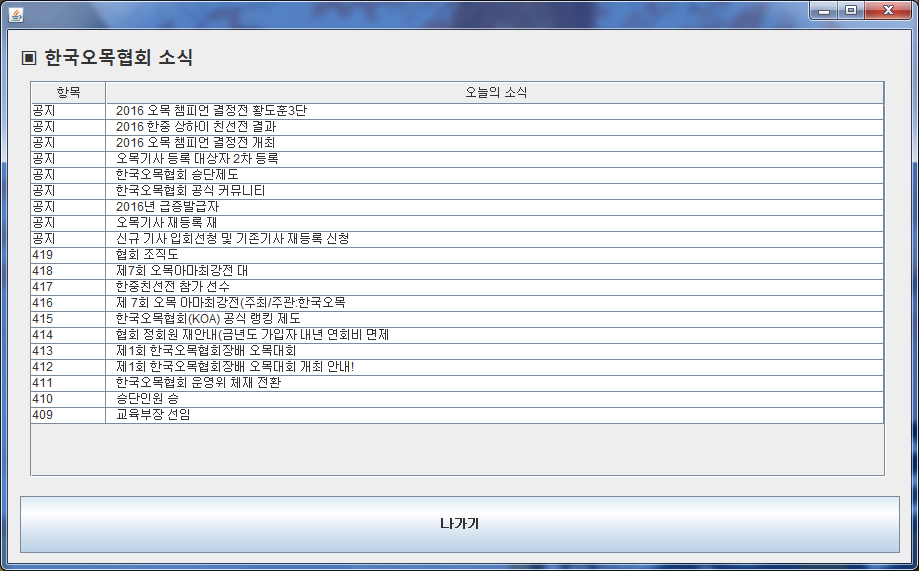 ▣ 한국오목협회 소식
항목 오늘의 소식
공지 2016 오목 챔피언 결정전 황도훈3단
공지 2016 한중 상하이 친선전 결과
공지 2016 오목 챔피언 결정전 개최
공지 오목기사 등록 대상자 2차 등록
공지 한국오목협회 승단제도
공지 한국오목협회 공식 커뮤니티
공지 2016년 급증발급자
공지 오목기사 재등록 재
공지 신규 기사 입회선청 및 기존기사 재등록 신청
419 협회 조직도
418 제7회 오목아마최강전 대
417 한중친선전 참가 선수
416 제 7회 오목 아마최강전(주최/주관:한국오목
415 한국오목협회(KOA) 공식 랭킹 제도
414 협회 정회원 재안내(금년도 가입자 내년 연회비 면제
413 제1회 한국오목협회장배 오목대회
412 제1회 한국오목협회장배 오목대회 개최 안내!
411 한국오목협회 운영위 체재 전환
410 승단인원 승
409 교육부장 선임
나가기